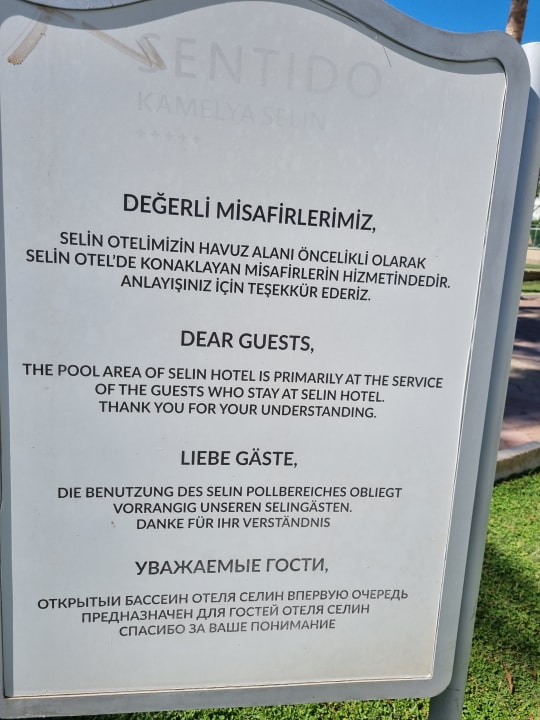 SENTIDO
KAMELYA SELIN
*****
DEĞERLİ MİSAFİRLERİMİZ,
SELİN OTELİMİZİN HAVUZ ALANI ÖNCELİKLİ OLARAK
SELİN OTEL'DE KONAKLAYAN MİSAFİRLERİN HİZMETİNDEDİR.
ANLAYIŞINIZ İÇİN TEŞEKKÜR EDERİZ.
DEAR GUESTS,
THE POOL AREA OF SELIN HOTEL IS PRIMARILY AT THE SERVICE
OF THE GUESTS WHO STAY AT SELIN HOTEL.
THANK YOU FOR YOUR UNDERSTANDING.
LIEBE GÄSTE,
DIE BENUTZUNG DES SELIN POLLBEREICHES OBLIEGT
VORRANGIG UNSEREN SELINGÄSTEN.
DANKE FÜR IHR VERSTÄNDNIS
УВАЖАЕМЫЕ ГОСТИ,
ОТКРЫТЫИ БАССЕИН ОТЕЛЯ СЕЛИН ВПЕРВУЮ ОЧЕРЕДЬ
ПРЕДНАЗНАЧЕН ДЛЯ ГОСТЕЙ ОТЕЛЯ СЕЛИН
СПАСИБО ЗА ВАШЕ ПОНИМАНИЕ